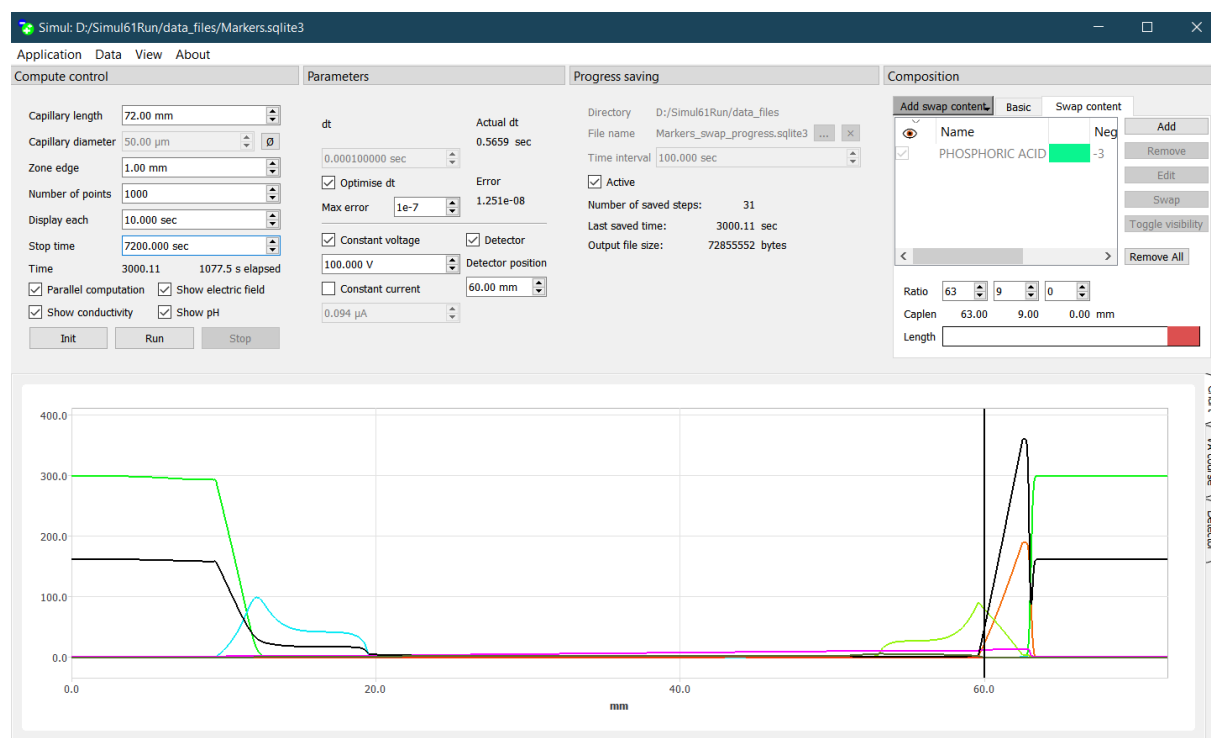 Simul: D:/Simul61Run/data_files/Markers.sqlite3
Application Data View About
Compute control
Capillary length 72.00 mm
Capillary diameter 50.00 µm Ø
Zone edge 1.00 mm
Number of points 1000
Display each 10.000 sec
Stop time 7200.000 sec
Time 3000.11 1077.5 s elapsed
Parallel computation Show electric field
Show conductivity Show pH
Init Run Stop
Parameters
dt Actual dt
0.5659 sec
0.000100000 sec
Optimise dt Error
Max error 1e-7 1.251e-08
Constant voltage Detector
100.000 V Detector position
Constant current 60.00 mm
0.094 µA
Progress saving
Directory D:/Simul61Run/data_files
File name Markers_swap_progress.sqlite3 ...
Time interval 100.000 sec
Active
Number of saved steps: 31
Last saved time: 3000.11 sec
Output file size: 72855552 bytes
Composition
Add swap content Basic Swap content
Name Neg
PHOSPHORIC ACID -3
Add
Remove
Edit
Swap
Toggle visibility
Remove All
Ratio 63 9 0
Caplen 63.00 9.00 0.00 mm
Length
400.0
300.0
200.0
100.0
0.0
0.0 20.0 40.0 60.0
mm
Detector